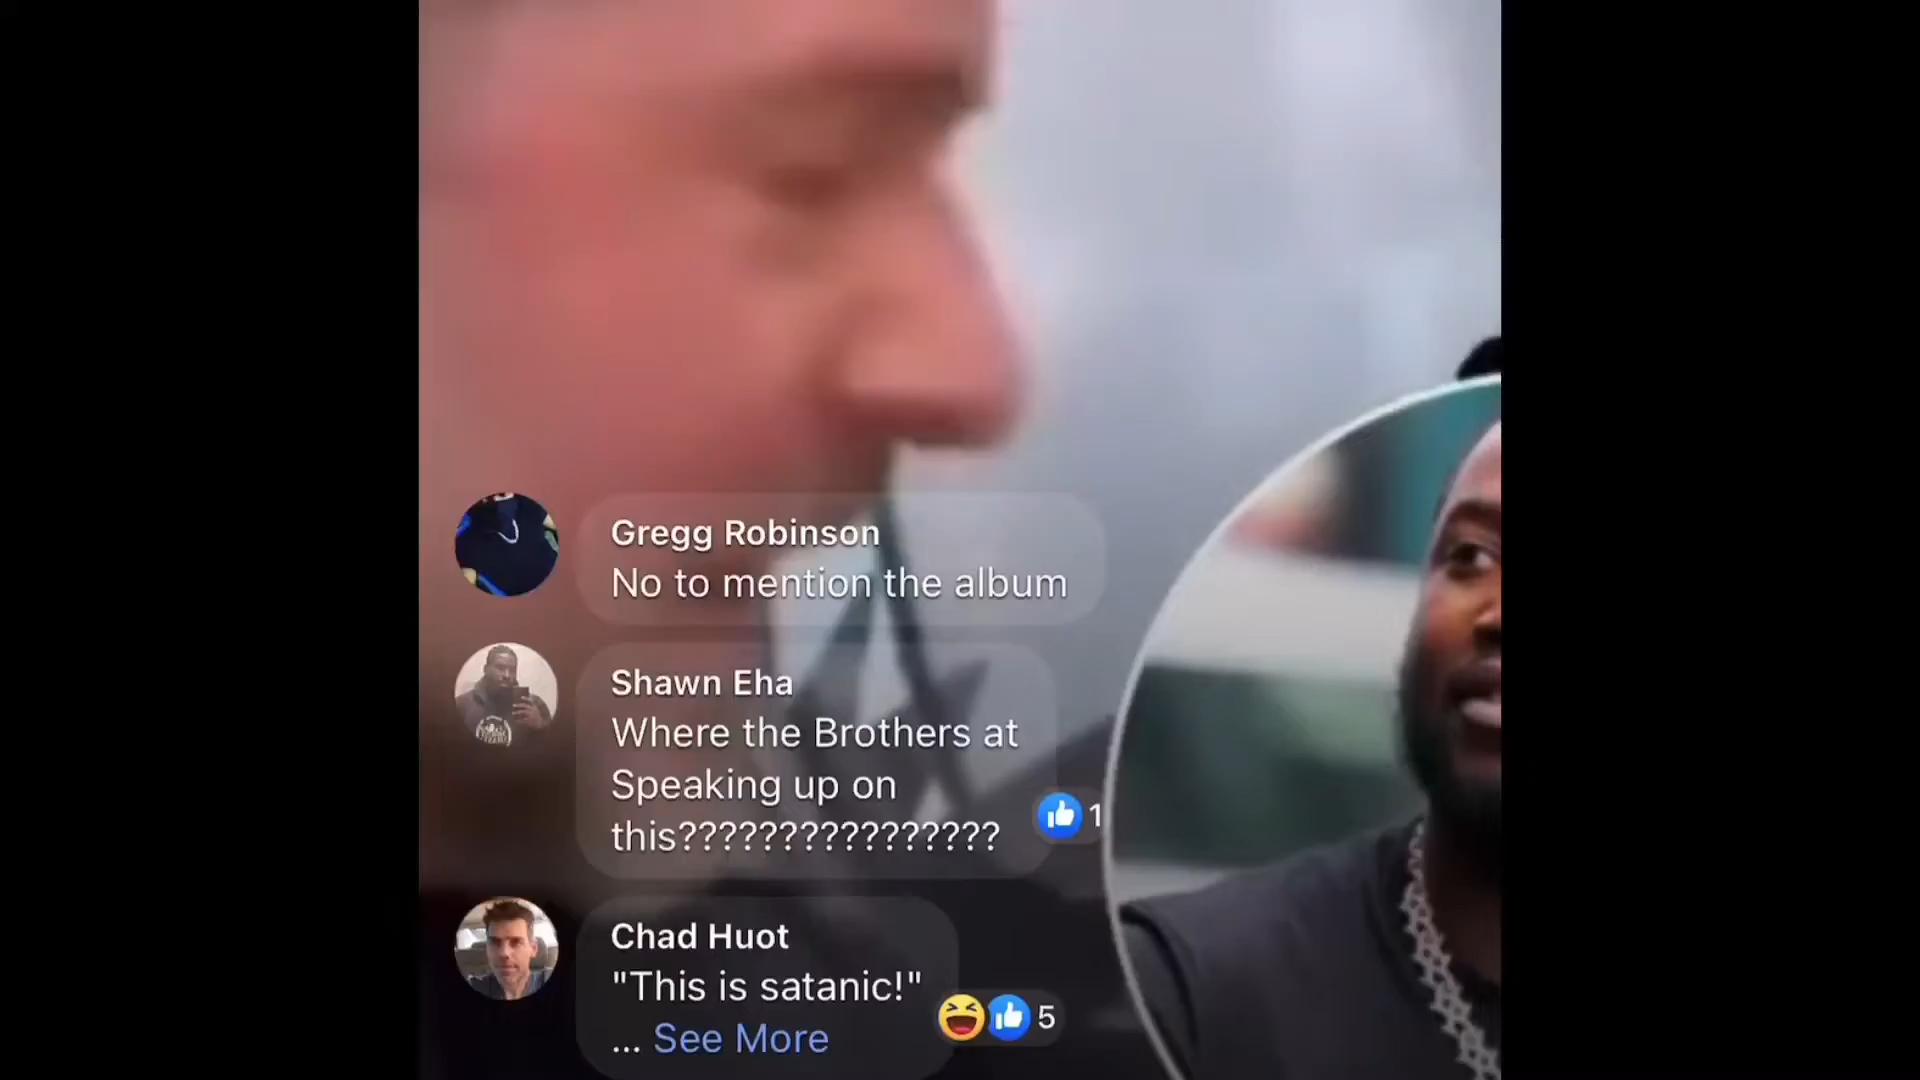 Gregg Robinson
No to mention the album
Shawn Eha
Where the Brothers at
Speaking up on
this????????????????
1
Chad Huot
"This is satanic!"
... See More
5